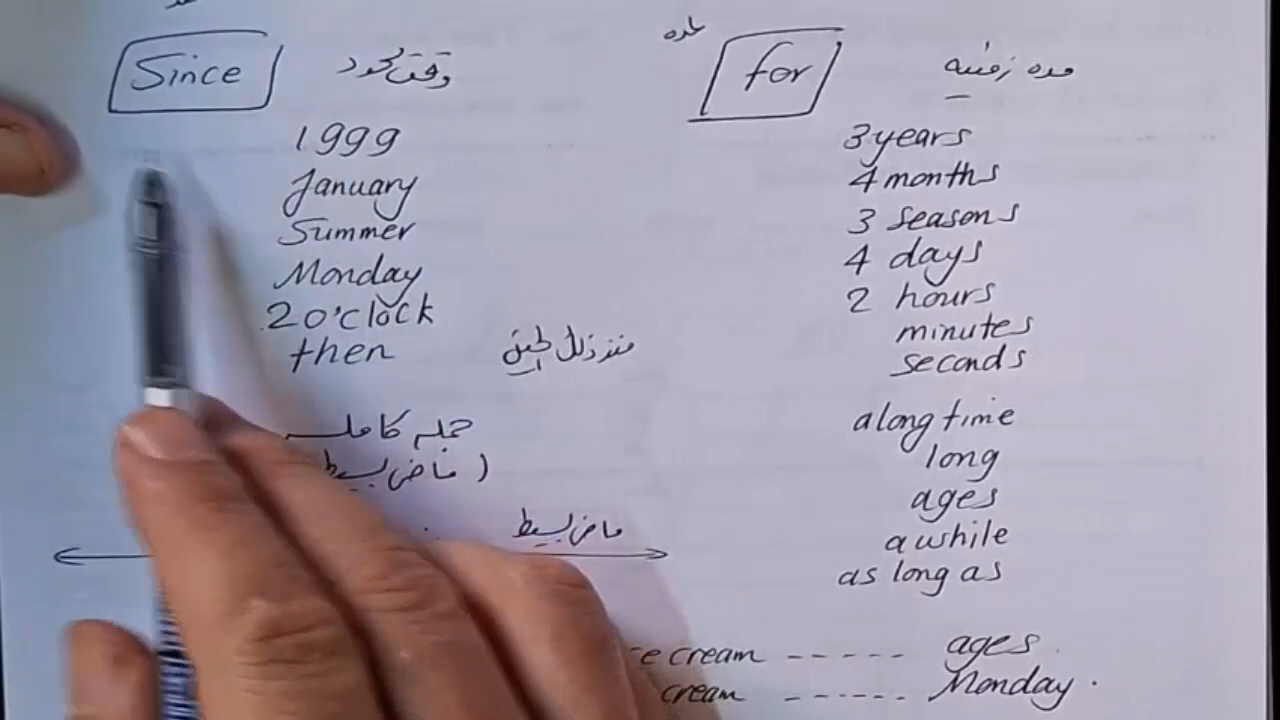 Since وقت محدد
1999
January
Summer
Monday
2 o'clock
then منذ ذلك الحين
جملة كاملة
( ماضي بسيط
ماضي بسيط
for مدة زمنية
3 years
4 months
3 seasons
4 days
2 hours
minutes
seconds
a long time
long
ages
a while
as long as
e cream ----- ages.
cream ------ Monday.